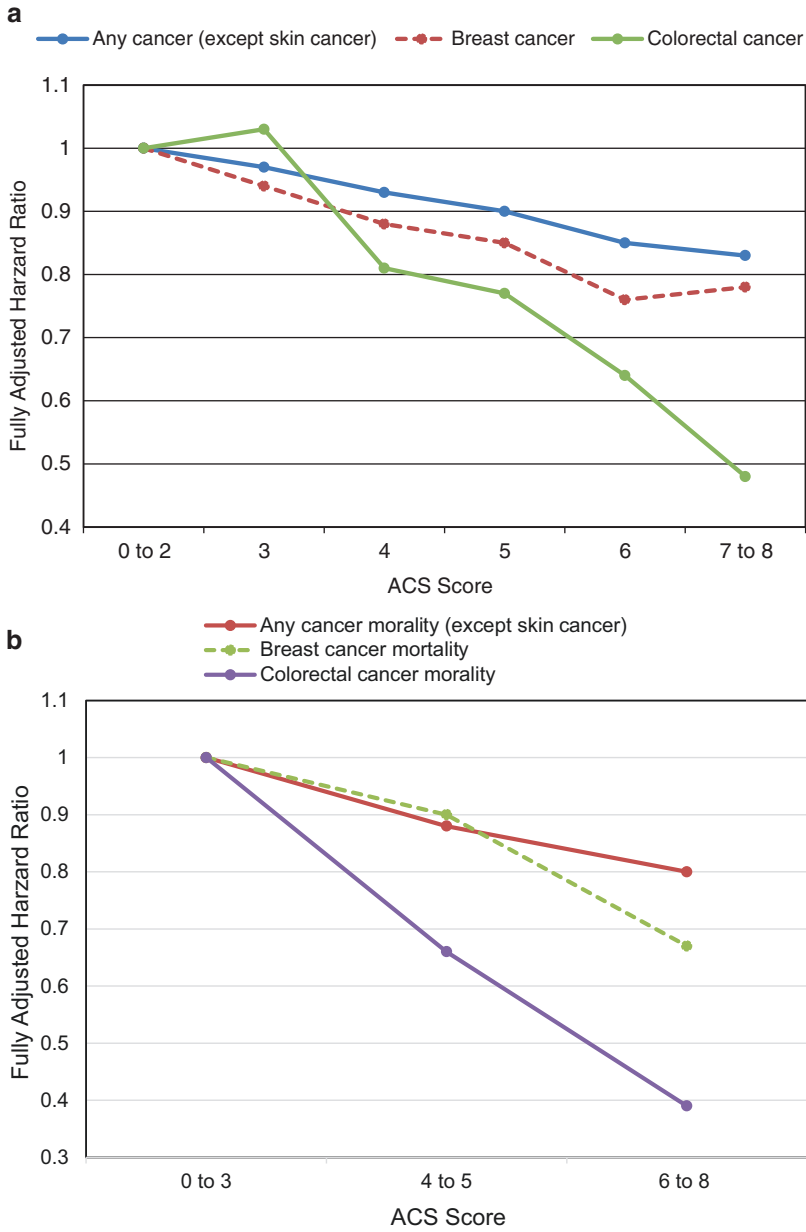 a
Any cancer (except skin cancer) Breast cancer Colorectal cancer
1.1
1
0.9
0.8
0.7
0.6
0.5
0.4
Fully Adjusted Harzard Ratio
0 to 2 3 4 5 6 7 to 8
ACS Score
b
Any cancer morality (except skin cancer)
Breast cancer mortality
Colorectal cancer morality
1.1
1
0.9
0.8
0.7
0.6
0.5
0.4
0.3
Fully Adjusted Harzard Ratio
0 to 3 4 to 5 6 to 8
ACS Score